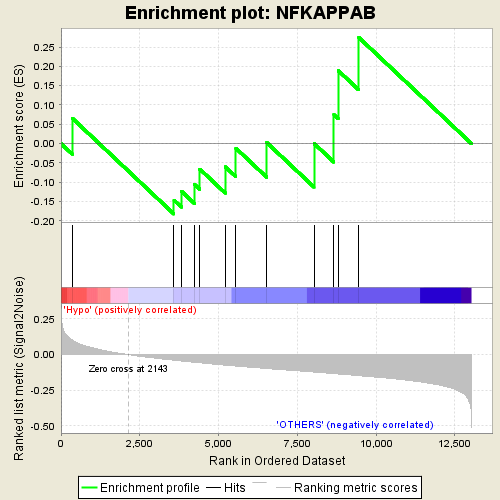 Enrichment plot: NFKAPPAB
Enrichment score (ES)
0.25
0.20
0.15
0.10
0.05
0.00
-0.05
-0.10
-0.15
-0.20
'Hypo' (positively correlated)
Ranked list metric (Signal2Noise)
0.25
0.00
-0.25
-0.50
Zero cross at 2143
'OTHERS' (negatively correlated)
0
2,500
5,000
7,500
10,000
12,500
Rank in Ordered Dataset
Enrichment profile
Hits
Ranking metric scores